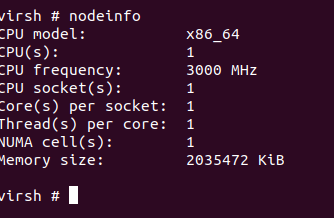 virsh # nodeinfo
CPU model:           x86_64
CPU(s):              1
CPU frequency:       3000 MHz
CPU socket(s):       1
Core(s) per socket:  1
Thread(s) per core:  1
NUMA cell(s):        1
Memory size:         2035472 KiB
virsh #